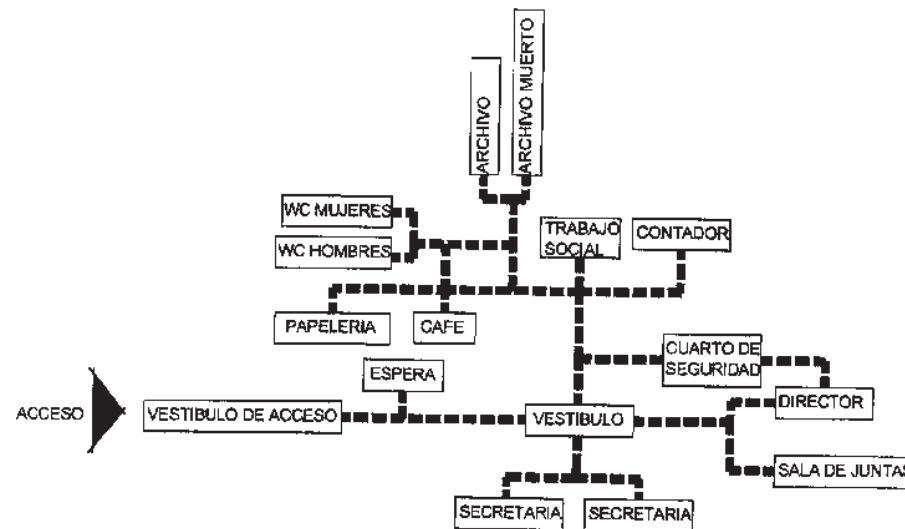 ARCHIVO
ARCHIVO MUERTO
WC MUJERES
WC HOMBRES
TRABAJO
SOCIAL
CONTADOR
PAPELERIA
CAFE
CUARTO DE
SEGURIDAD
ESPERA
DIRECTOR
ACCESO
VESTIBULO DE ACCESO
VESTIBULO
SALA DE JUNTAS
SECRETARIA
SECRETARIA